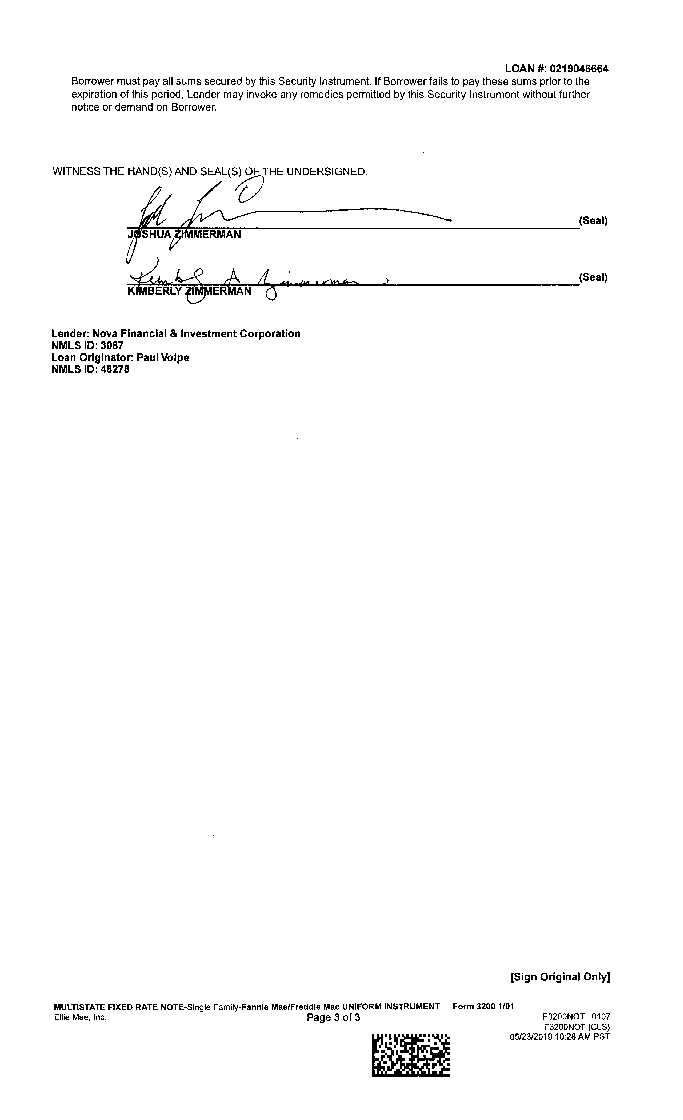 LOAN #: 0219046664
Borrower must pay all sums secured by this Security Instrument. If Borrower fails to pay these sums prior to the
expiration of this period, Lender may invoke any remedies permitted by this Security Instrument without further
notice or demand on Borrower.
WITNESS THE HAND(S) AND SEAL(S) OF THE UNDERSIGNED.
(Seal)
JOSHUA ZIMMERMAN
Kimberly A Zimmerman
(Seal)
KIMBERLY ZIMMERMAN
Lender: Nova Financial & Investment Corporation
NMLS ID: 3087
Loan Originator: Paul Volpe
NMLS ID: 48278
[Sign Original Only]
MULTISTATE FIXED RATE NOTE-Single Family-Fannie Mae/Freddie Mac UNIFORM INSTRUMENT Form 3200 1/01
Ellie Mae, Inc. Page 3 of 3 F3200NOT 0107
F3200NOT (CLS)
05/23/2019 10:28 AM PST